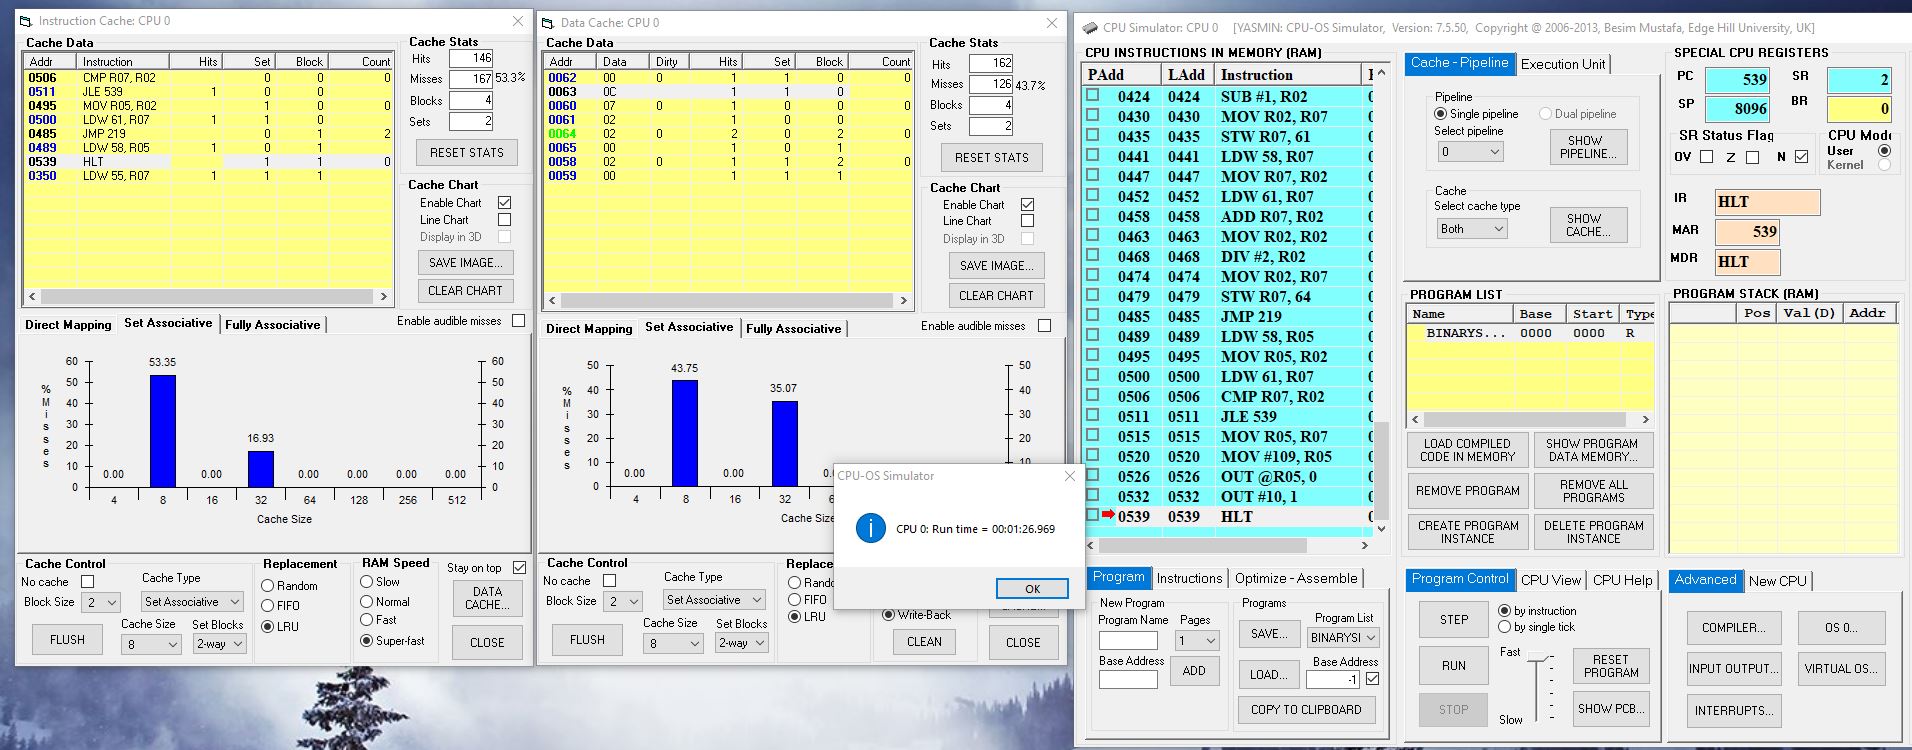 Instruction Cache: CPU 0
Cache Data
Addr Instruction Hits Set Block Count
0506 CMP R07, R02 0 0 0
0511 JLE 539 1 0 0
0495 MOV R05, R02 0 1 0
0500 LDW 61, R07 1 0 1
0485 JMP 219 0 1 2
0489 LDW 58, R05 1 0 1
0539 HLT 1 1 0
0350 LDW 55, R07 1 1 1
Cache Stats
Hits 146
Misses 167 53.3%
Blocks 4
Sets 2
RESET STATS
Cache Chart
Enable Chart
Line Chart
Display in 3D
SAVE IMAGE...
CLEAR CHART
Direct Mapping Set Associative Fully Associative
Enable audible misses
60 60
50 50
40 40
30 30
20 20
10 10
0 0
% Misses
0.00 53.35 0.00 16.93 0.00 0.00 0.00 0.00
4 8 16 32 64 128 256 512
Cache Size
Cache Control
No cache
Block Size 2
FLUSH
Cache Type
Set Associative
Cache Size Set Blocks
8 2-way
Replacement
Random
FIFO
LRU
RAM Speed
Slow
Normal
Fast
Super-fast
Stay on top
DATA CACHE...
CLOSE
Data Cache: CPU 0
Cache Data
Addr Data Dirty Hits Set Block Count
0062 00 0 1 1 0 0
0063 0C 1 1 0
0060 07 0 0 0 0 0
0061 02 1 0 0
0064 02 0 2 0 2 0
0065 00 1 0 2
0058 02 0 1 1 2 0
0059 00 1 1 2
Cache Stats
Hits 162
Misses 126 43.7%
Blocks 4
Sets 2
RESET STATS
Cache Chart
Enable Chart
Line Chart
Display in 3D
SAVE IMAGE...
CLEAR CHART
Direct Mapping Set Associative Fully Associative
Enable audible misses
50 50
40 40
30 30
20 20
10 10
0
% Misses
0.00 43.75 0.00 35.07
4 8 16 32 6
Cache Size
Cache Control
No cache
Block Size 2
FLUSH
Cache Type
Set Associative
Cache Size Set Blocks
8 2-way
Replace
Rando
FIFO
LRU
Write-Back
CLEAN
CLOSE
CPU-OS Simulator
CPU 0: Run time = 00:01:26.969
OK
CPU Simulator: CPU 0 [YASMIN: CPU-OS Simulator, Version: 7.5.50, Copyright @ 2006-2013, Besim Mustafa, Edge Hill University, UK]
CPU INSTRUCTIONS IN MEMORY (RAM)
PAdd LAdd Instruction
0424 0424 SUB #1, R02
0430 0430 MOV R02, R07
0435 0435 STW R07, 61
0441 0441 LDW 58, R07
0447 0447 MOV R07, R02
0452 0452 LDW 61, R07
0458 0458 ADD R07, R02
0463 0463 MOV R02, R02
0468 0468 DIV #2, R02
0474 0474 MOV R02, R07
0479 0479 STW R07, 64
0485 0485 JMP 219
0489 0489 LDW 58, R05
0495 0495 MOV R05, R02
0500 0500 LDW 61, R07
0506 0506 CMP R07, R02
0511 0511 JLE 539
0515 0515 MOV R05, R07
0520 0520 MOV #109, R05
0526 0526 OUT @R05, 0
0532 0532 OUT #10, 1
0539 0539 HLT
Program Instructions Optimize - Assemble
New Program
Program Name Pages
1
Base Address
ADD
Programs
Program List
SAVE... BINARYSI
Base Address
LOAD... -1
COPY TO CLIPBOARD
Cache - Pipeline Execution Unit
Pipeline
Single pipeline Dual pipeline
Select pipeline
0
SHOW PIPELINE...
Cache
Select cache type
Both
SHOW CACHE...
SPECIAL CPU REGISTERS
PC 539 SR 2
SP 8096 BR 0
SR Status Flag
OV Z N
CPU Mode
User
Kernel
IR HLT
MAR 539
MDR HLT
PROGRAM LIST
Name Base Start Type
BINARYS... 0000 0000 R
LOAD COMPILED CODE IN MEMORY
SHOW PROGRAM DATA MEMORY...
REMOVE PROGRAM
REMOVE ALL PROGRAMS
CREATE PROGRAM INSTANCE
DELETE PROGRAM INSTANCE
PROGRAM STACK (RAM)
Pos Val(D) Addr
Program Control CPU View CPU Help
STEP
RUN
STOP
by instruction
by single tick
Fast
Slow
RESET PROGRAM
SHOW PCB...
Advanced New CPU
COMPILER... OS 0...
INPUT OUTPUT... VIRTUAL OS...
INTERRUPTS...